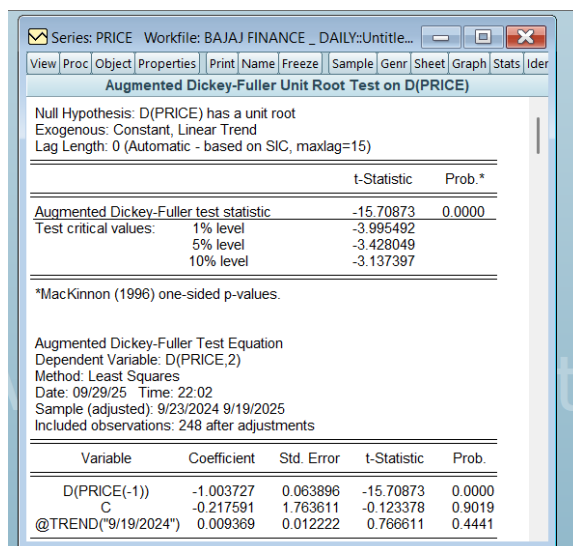 Series: PRICE Workfile: BAJAJ FINANCE _ DAILY::Untitle...
View Proc Object Properties Print Name Freeze Sample Genr Sheet Graph Stats Iden
Augmented Dickey-Fuller Unit Root Test on D(PRICE)
Null Hypothesis: D(PRICE) has a unit root
Exogenous: Constant, Linear Trend
Lag Length: 0 (Automatic - based on SIC, maxlag=15)
t-Statistic Prob.*
Augmented Dickey-Fuller test statistic -15.70873 0.0000
Test critical values: 1% level -3.995492
5% level -3.428049
10% level -3.137397
*MacKinnon (1996) one-sided p-values.
Augmented Dickey-Fuller Test Equation
Dependent Variable: D(PRICE,2)
Method: Least Squares
Date: 09/29/25 Time: 22:02
Sample (adjusted): 9/23/2024 9/19/2025
Included observations: 248 after adjustments
Variable Coefficient Std. Error t-Statistic Prob.
D(PRICE(-1)) -1.003727 0.063896 -15.70873 0.0000
C -0.217591 1.763611 -0.123378 0.9019
@TREND("9/19/2024") 0.009369 0.012222 0.766611 0.4441